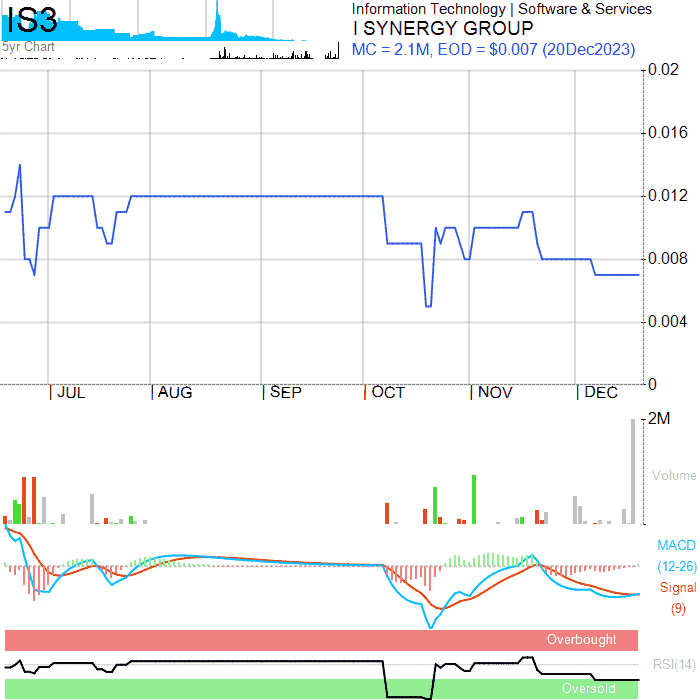 IS3
5yr Chart
Information Technology | Software & Services
I SYNERGY GROUP
MC = 2.1M, EOD = $0.007 (20Dec2023)
0.02
0.016
0.012
0.008
0.004
0
JUL AUG SEP OCT NOV DEC
2M
Volume
MACD
(12-26)
Signal
(9)
Overbought
RSI(14)
Oversold